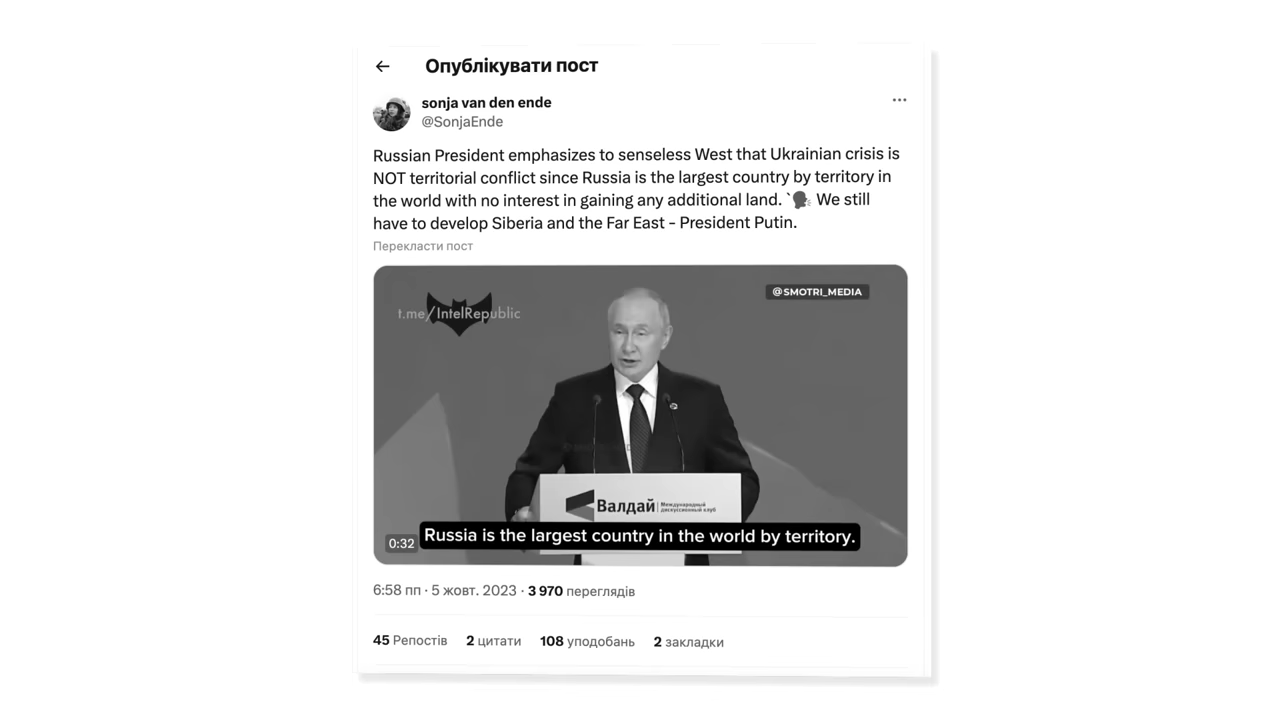 Опублікувати пост
sonja van den ende
@SonjaEnde
Russian President emphasizes to senseless West that Ukrainian crisis is
NOT territorial conflict since Russia is the largest country by territory in
the world with no interest in gaining any additional land. `🗣 We still
have to develop Siberia and the Far East - President Putin.
Перекласти пост
@SMOTRI_MEDIA
t.me/IntelRepublic
Валдай
Международный
дискуссионный клуб
Russia is the largest country in the world by territory.
0:32
6:58 пп · 5 жовт. 2023 · 3 970 переглядів
45 Репостів 2 цитати 108 уподобань 2 закладки